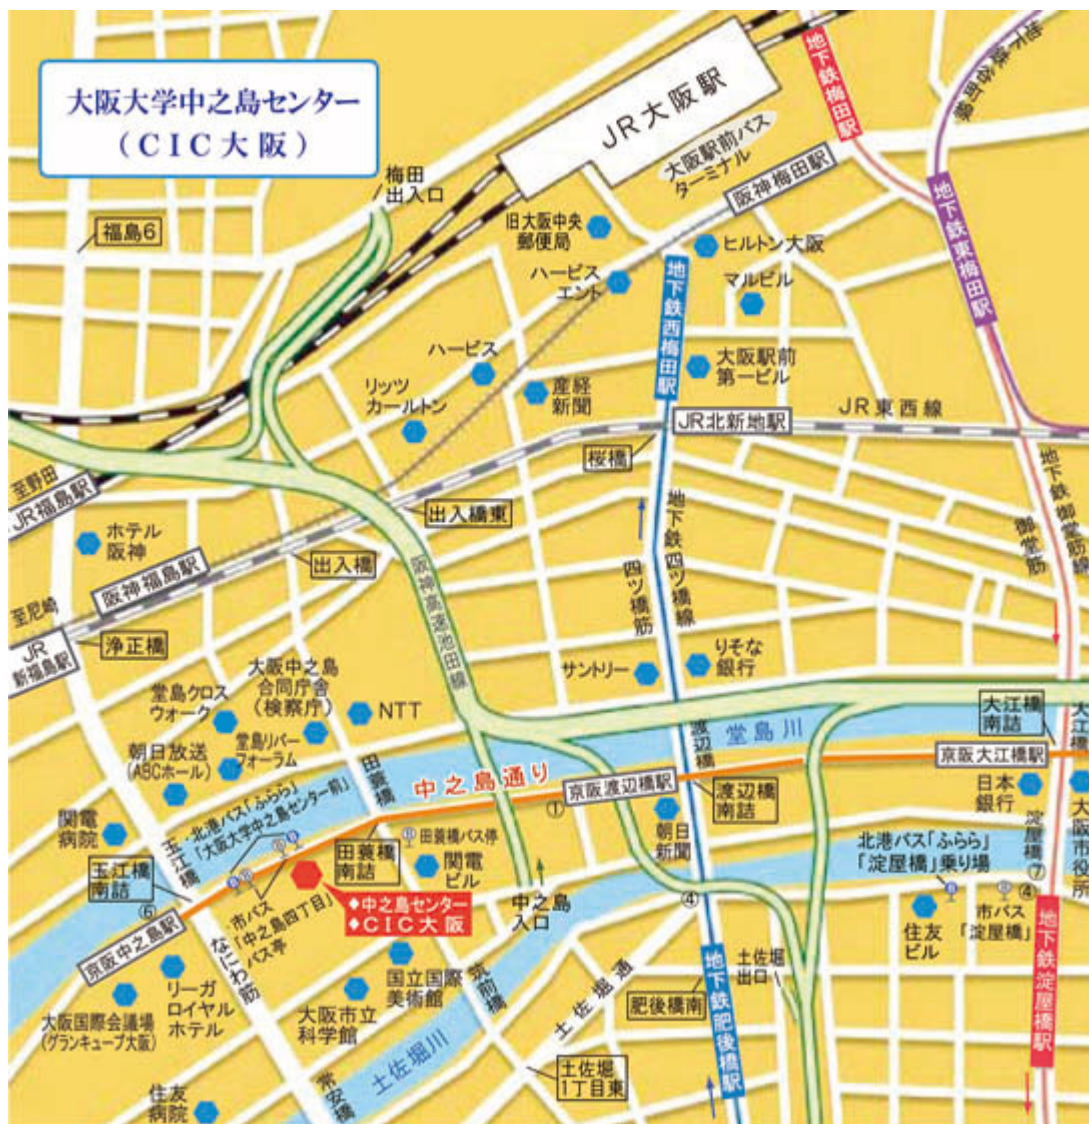 大阪大学中之島センター
(CIC大阪)
JR大阪駅
地下鉄梅田駅
地下鉄谷町線
大阪駅前バス
ターミナル
梅田
出入口
阪神梅田駅
福島6
旧大阪中央
郵便局
ヒルトン大阪
地下鉄東梅田駅
ハービス
エント
マルビル
地下鉄西梅田駅
ハービス
大阪駅前
第一ビル
リッツ
カールトン
産経
新聞
JR東西線
JR北新地駅
桜橋
至野田
JR福島駅
出入橋東
地下鉄御堂筋線
御堂筋
ホテル
阪神
出入橋
阪神福島駅
地下鉄四ツ橋線
四ツ橋筋
阪神高速池田線
至尼崎
浄正橋
JR
新福島駅
大阪中之島
合同庁舎
(検察庁)
サントリー
りそな
銀行
堂島クロス
ウォーク
NTT
大江橋
南詰
大江橋
朝日放送
(ABCホール)
堂島リバー
フォーラム
田蓑橋
渡辺橋
堂島川
中之島通り
京阪渡辺橋駅
京阪大江橋駅
渡辺橋
南詰
日本
銀行
関電
病院
北港バス「ふらら」
「大阪大学中之島センター前」
①
田蓑橋バス停
田蓑橋
南詰
朝日
新聞
淀屋橋
大阪市役所
玉江橋
玉江橋
南詰
関電
ビル
北港バス「ふらら」
「淀屋橋」乗り場
⑦
④
⑥
◆中之島センター
◆CIC大阪
中之島
入口
④
京阪中之島駅
市バス
「中之島四丁目」
バス亭
住友
ビル
市バス
「淀屋橋」
地下鉄淀屋橋駅
なにわ筋
国立国際
美術館
筑前橋
土佐堀通
土佐堀
出口
リーガ
ロイヤル
ホテル
大阪市立
科学館
肥後橋南
地下鉄肥後橋駅
大阪国際会議場
(グランキューブ大阪)
土佐堀川
土佐堀
1丁目東
住友
病院
常安橋